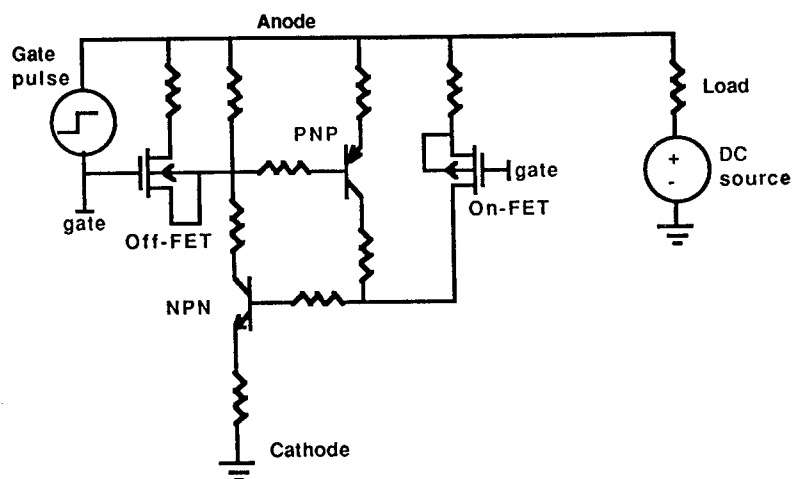 Anode
Gate
pulse
Load
PNP
+
-
DC
source
gate
gate
Off-FET
On-FET
NPN
Cathode